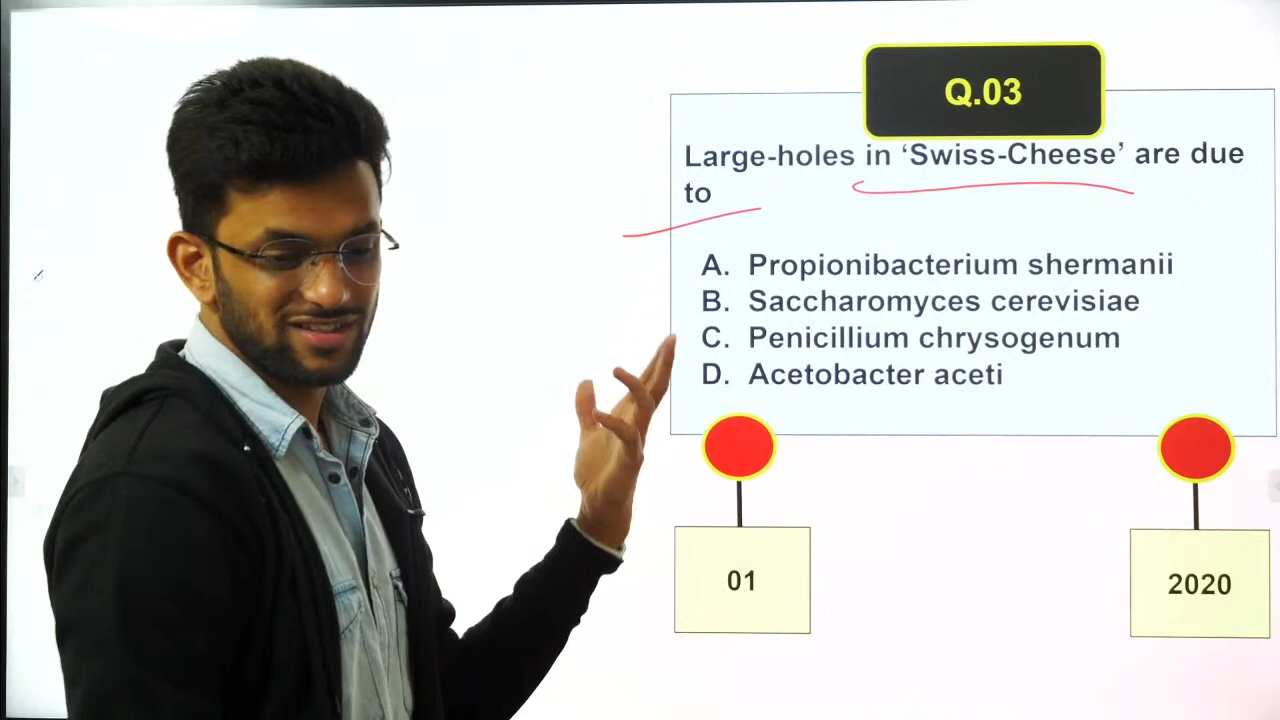 Q.03
Large-holes in ‘Swiss-Cheese’ are due
to
A. Propionibacterium shermanii
B. Saccharomyces cerevisiae
C. Penicillium chrysogenum
D. Acetobacter aceti
01
2020